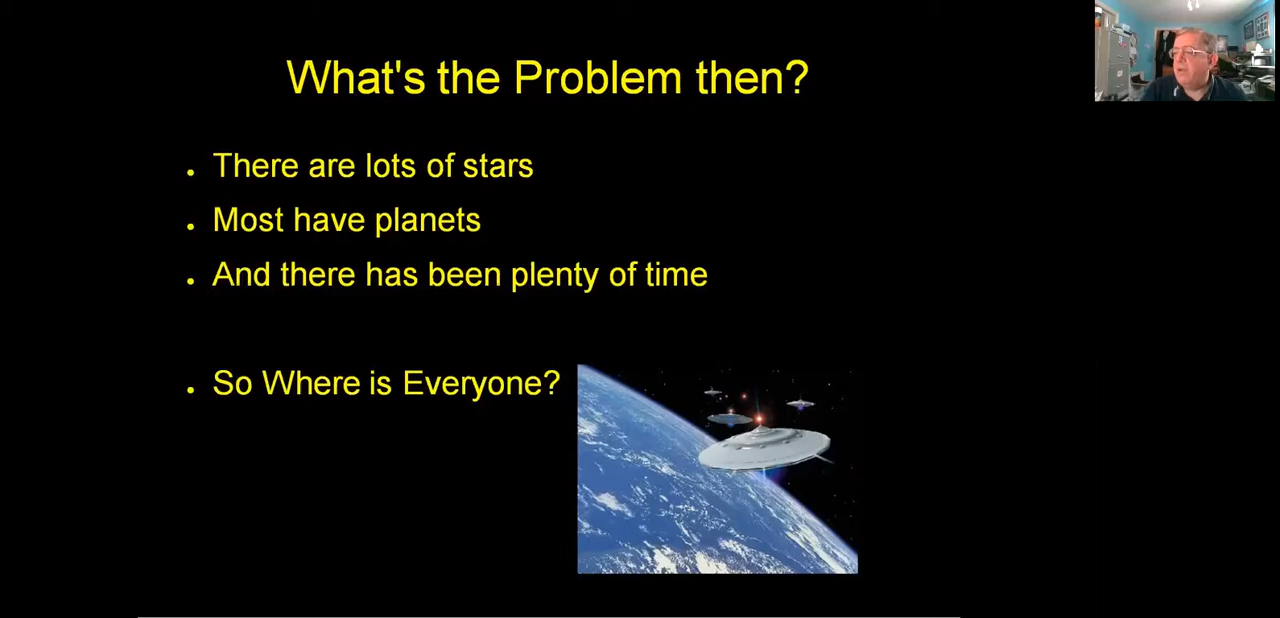 What's the Problem then?
There are lots of stars
Most have planets
And there has been plenty of time
So Where is Everyone?